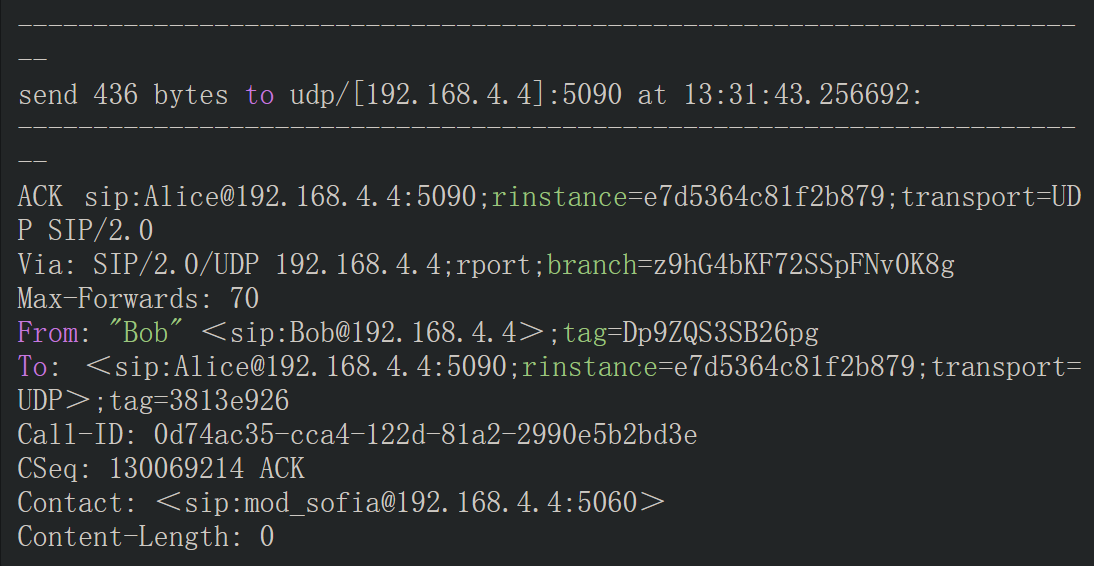 ------------------------------------------------------------------------
--
send 436 bytes to udp/[192.168.4.4]:5090 at 13:31:43.256692:
------------------------------------------------------------------------
--
ACK sip:Alice@192.168.4.4:5090;rinstance=e7d5364c81f2b879;transport=UD
P SIP/2.0
Via: SIP/2.0/UDP 192.168.4.4;rport;branch=z9hG4bKF72SSpFNv0K8g
Max-Forwards: 70
From: "Bob" <sip:Bob@192.168.4.4>;tag=Dp9ZQS3SB26pg
To: <sip:Alice@192.168.4.4:5090;rinstance=e7d5364c81f2b879;transport=
UDP>;tag=3813e926
Call-ID: 0d74ac35-cca4-122d-81a2-2990e5b2bd3e
CSeq: 130069214 ACK
Contact: <sip:mod_sofia@192.168.4.4:5060>
Content-Length: 0